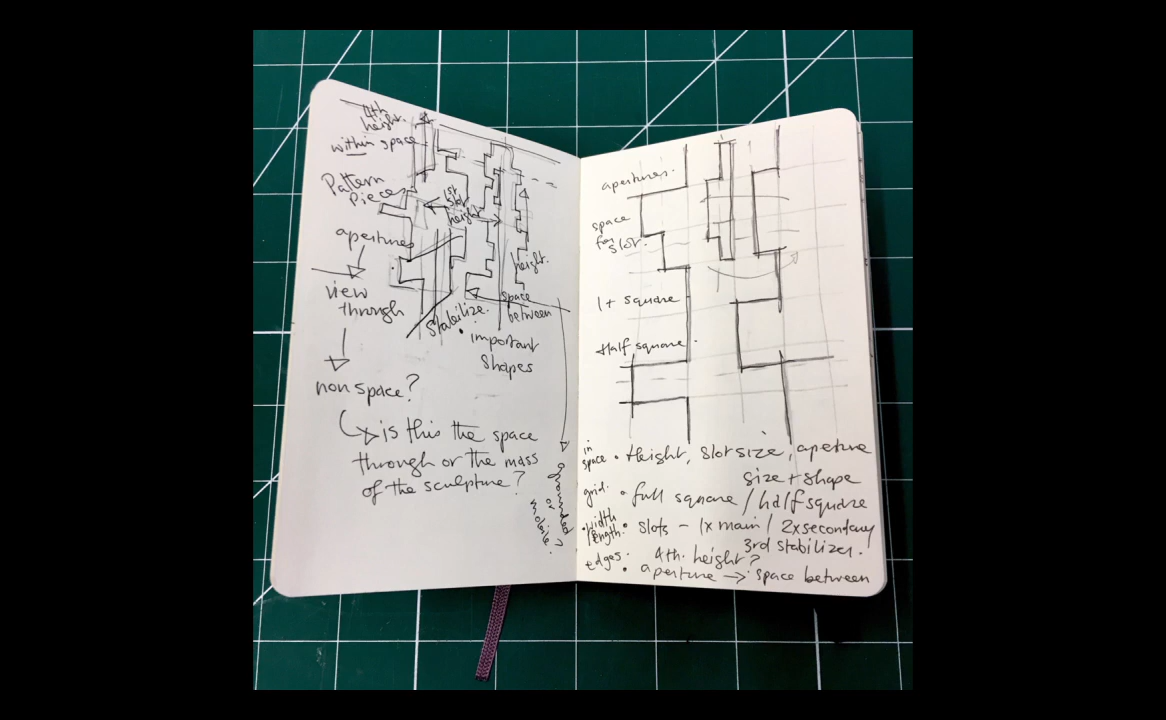 4th
height.
within space
Pattern
Pieces
1st
slot
height
apertures
height.
view
through
space
between
Stabilize.
important
Shapes
non space?
is this the space
through or the mass
of the sculpture?
grounded
or
mobile?
apertures.
space
for
slot.
1 + square
Half square.
in
space • Height, slot size, aperture
size + shape
grid. • full square / half square
• width
length • slots – 1x main / 2x secondary
3rd stabilizer.
edges. 4th. height?
• aperture → space between